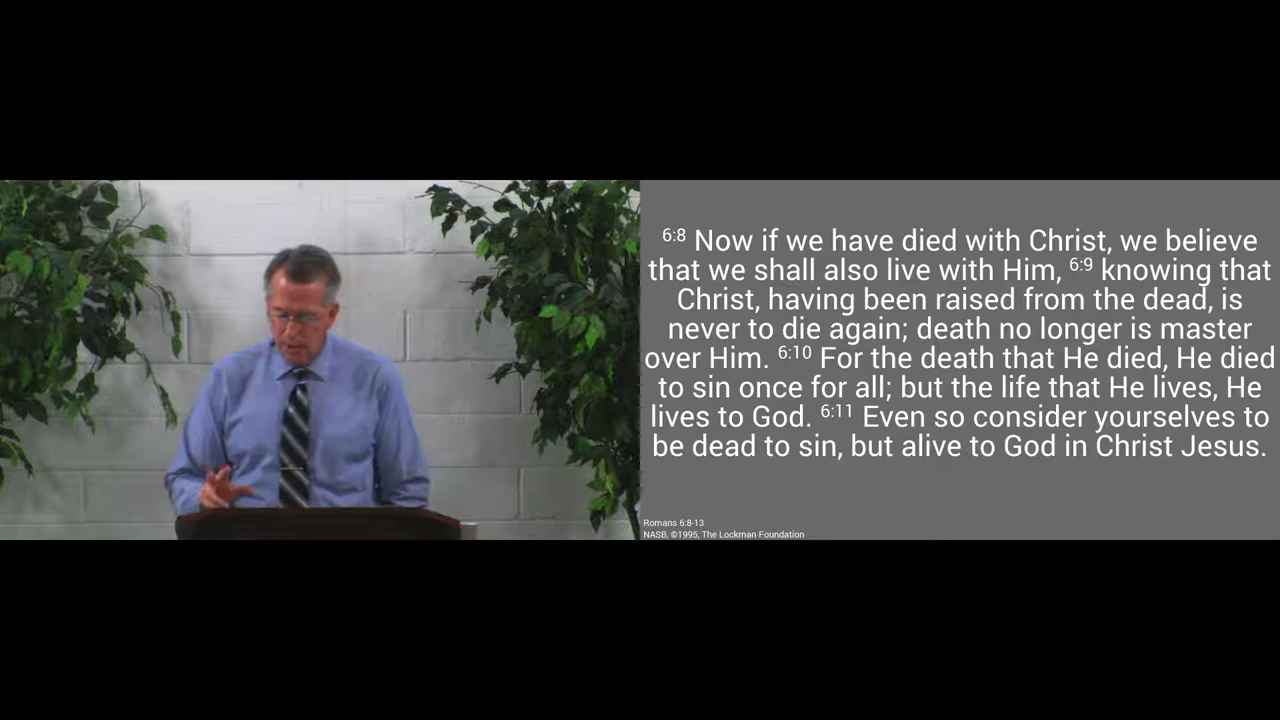 6:8 Now if we have died with Christ, we believe
that we shall also live with Him, 6:9 knowing that
Christ, having been raised from the dead, is
never to die again; death no longer is master
over Him. 6:10 For the death that He died, He died
to sin once for all; but the life that He lives, He
lives to God. 6:11 Even so consider yourselves to
be dead to sin, but alive to God in Christ Jesus.
Romans 6:8-13
NASB, ©1995, The Lockman Foundation